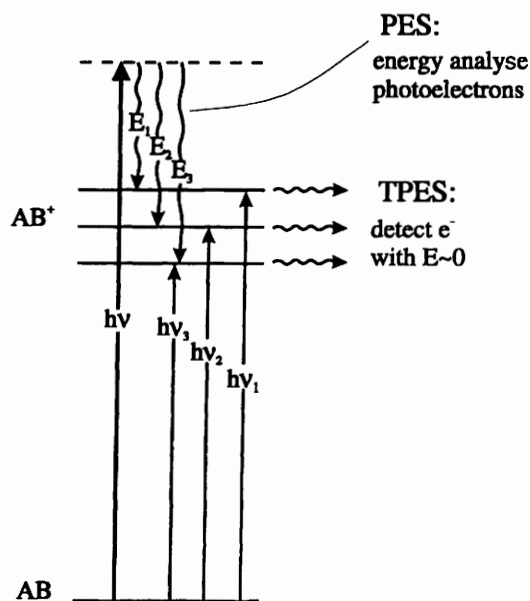 PES:
energy analyse
photoelectrons
E₁
E₂
E₃
TPES:
AB⁺
detect e⁻
with E~0
hν
hν₃
hν₂
hν₁
AB